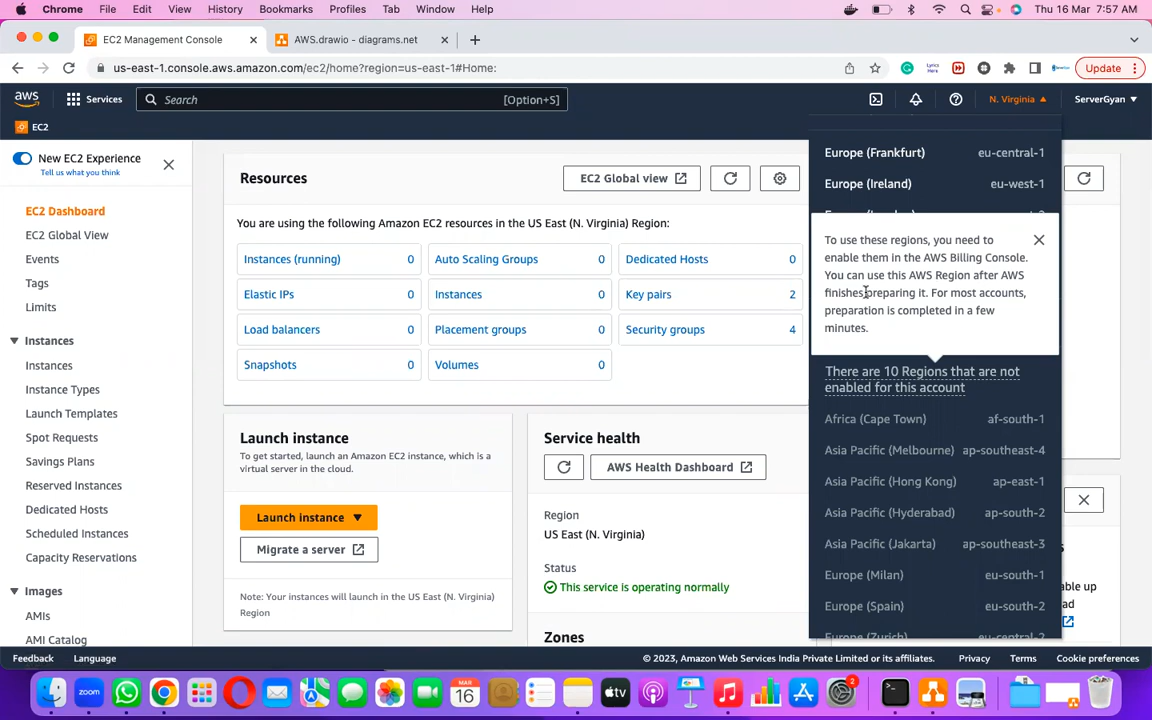 Chrome File Edit View History Bookmarks Profiles Tab Window Help Thu 16 Mar 7:57 AM
EC2 Management Console
AWS.drawio - diagrams.net
us-east-1.console.aws.amazon.com/ec2/home?region=us-east-1#Home:
Update
aws Services Search [Option+S] N. Virginia ServerGyan
EC2
New EC2 Experience
Tell us what you think
EC2 Dashboard
EC2 Global View
Events
Tags
Limits
Instances
Instances
Instance Types
Launch Templates
Spot Requests
Savings Plans
Reserved Instances
Dedicated Hosts
Scheduled Instances
Capacity Reservations
Images
AMIs
AMI Catalog
Resources
EC2 Global view
You are using the following Amazon EC2 resources in the US East (N. Virginia) Region:
Instances (running) 0 Auto Scaling Groups 0 Dedicated Hosts 0
Elastic IPs 0 Instances 0 Key pairs 2
Load balancers 0 Placement groups 0 Security groups 4
Snapshots 0 Volumes 0
Launch instance
To get started, launch an Amazon EC2 instance, which is a
virtual server in the cloud.
Launch instance
Migrate a server
Note: Your instances will launch in the US East (N. Virginia)
Region
Service health
AWS Health Dashboard
Region
US East (N. Virginia)
Status
This service is operating normally
Zones
Europe (Frankfurt) eu-central-1
Europe (Ireland) eu-west-1
To use these regions, you need to
enable them in the AWS Billing Console.
You can use this AWS Region after AWS
finishes preparing it. For most accounts,
preparation is completed in a few
minutes.
There are 10 Regions that are not
enabled for this account
Africa (Cape Town) af-south-1
Asia Pacific (Melbourne) ap-southeast-4
Asia Pacific (Hong Kong) ap-east-1
Asia Pacific (Hyderabad) ap-south-2
Asia Pacific (Jakarta) ap-southeast-3
Europe (Milan) eu-south-1
Europe (Spain) eu-south-2
Europe (Zurich) eu-central-2
able up
Feedback Language © 2023, Amazon Web Services India Private Limited or its affiliates. Privacy Terms Cookie preferences
MAR
16
zoom
tv
2